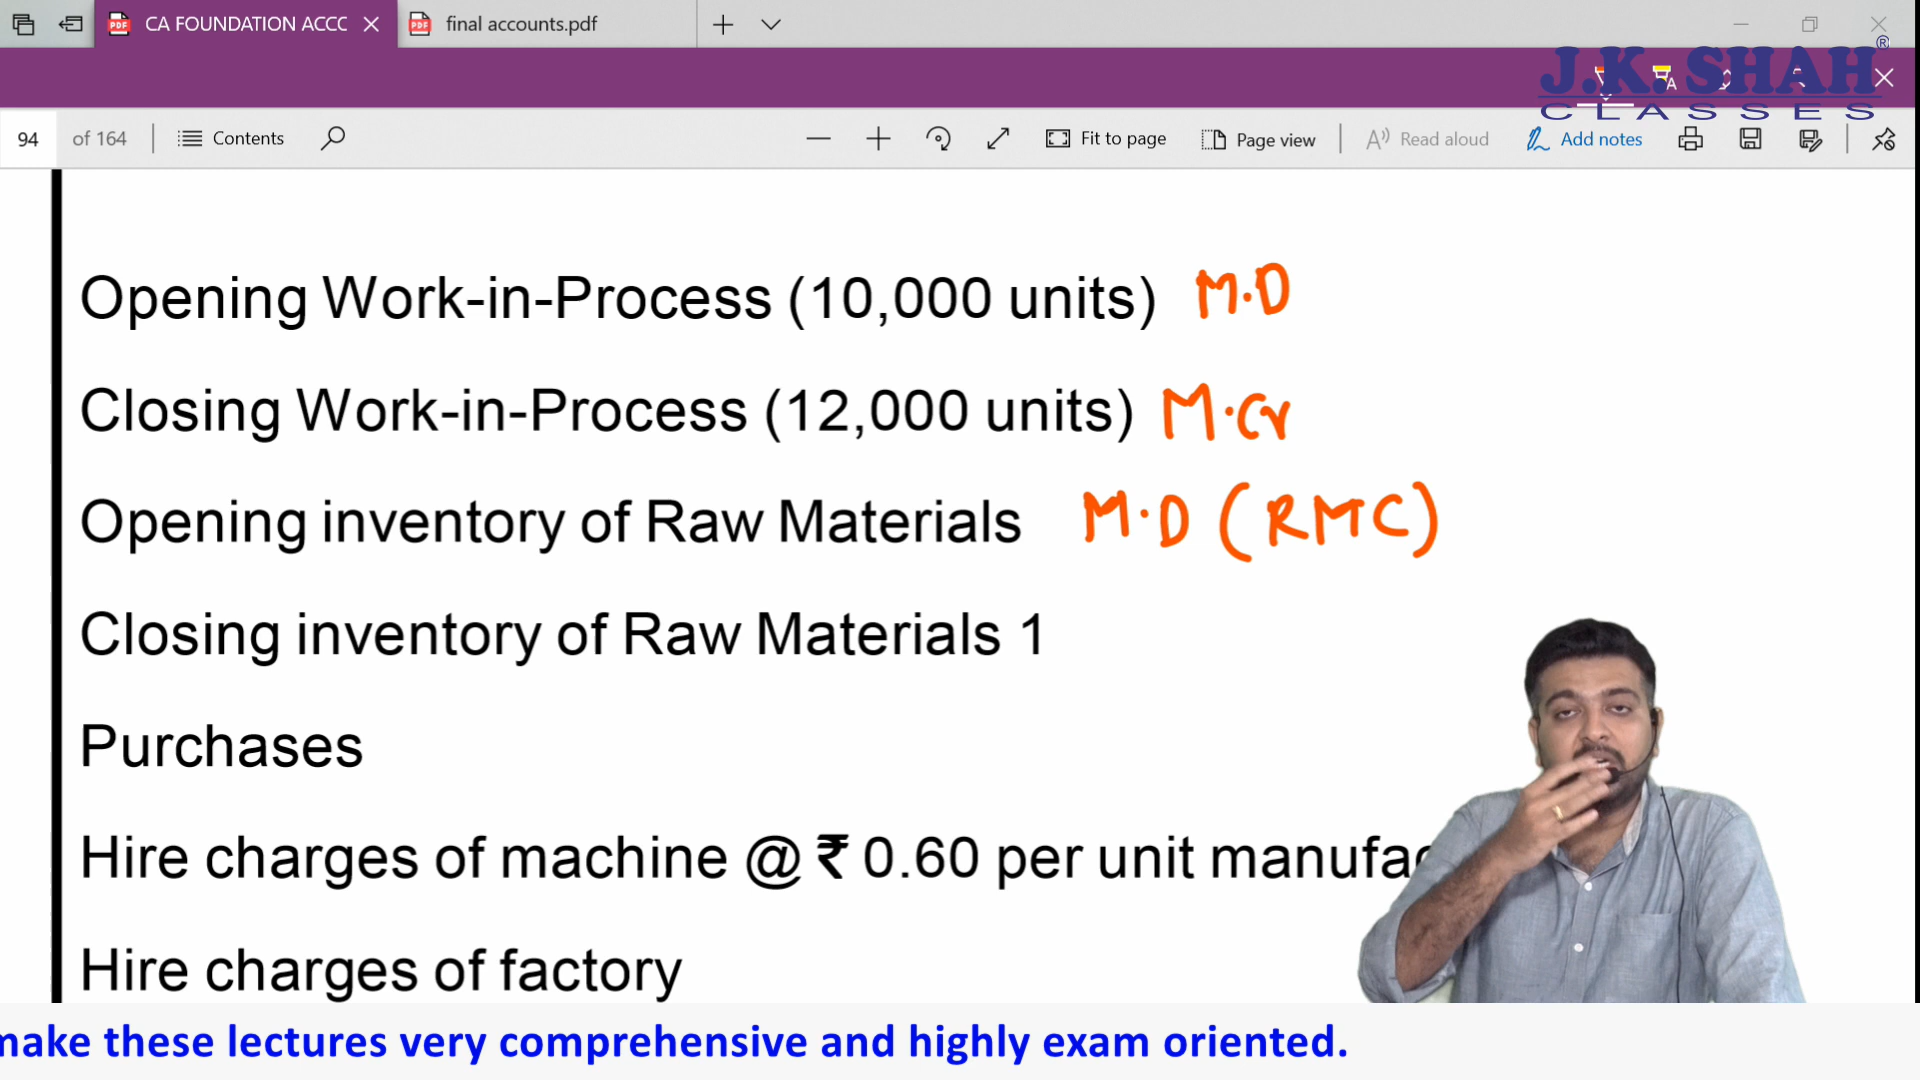 CA FOUNDATION ACCC
final accounts.pdf
J.K. SHAH ®
CLASSES
94 of 164
Contents
Fit to page
Page view
Read aloud
Add notes
Opening Work-in-Process (10,000 units) M.D
Closing Work-in-Process (12,000 units) M.Cr
Opening inventory of Raw Materials M.D (RMC)
Closing inventory of Raw Materials 1
Purchases
Hire charges of machine @ ₹ 0.60 per unit manufac
Hire charges of factory
make these lectures very comprehensive and highly exam oriented.